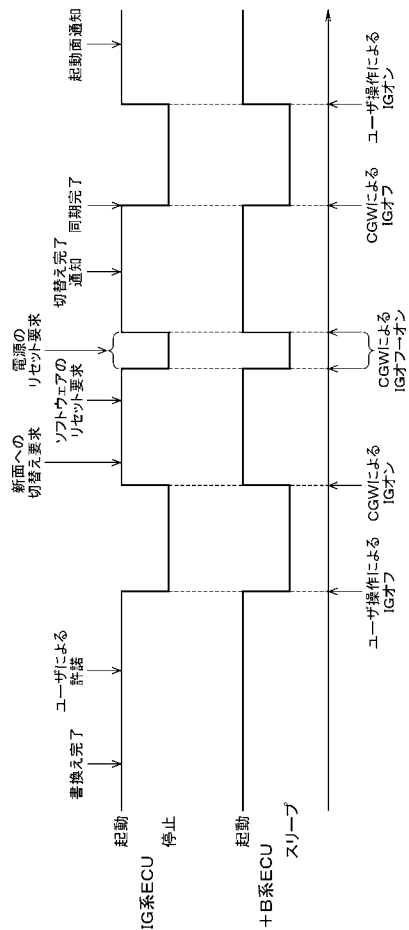 書換え完了
ユーザによる
許諾
新面への
切替え要求
ソフトウェアの
リセット要求
電源の
リセット要求
切替え完了
通知
同期完了
起動面通知
起動
IG系ECU
停止
起動
+B系ECU
スリープ
ユーザ操作による
IGオフ
CGWによる
IGオン
CGWによる
IGオフ→オン
CGWによる
IGオフ
ユーザ操作による
IGオン